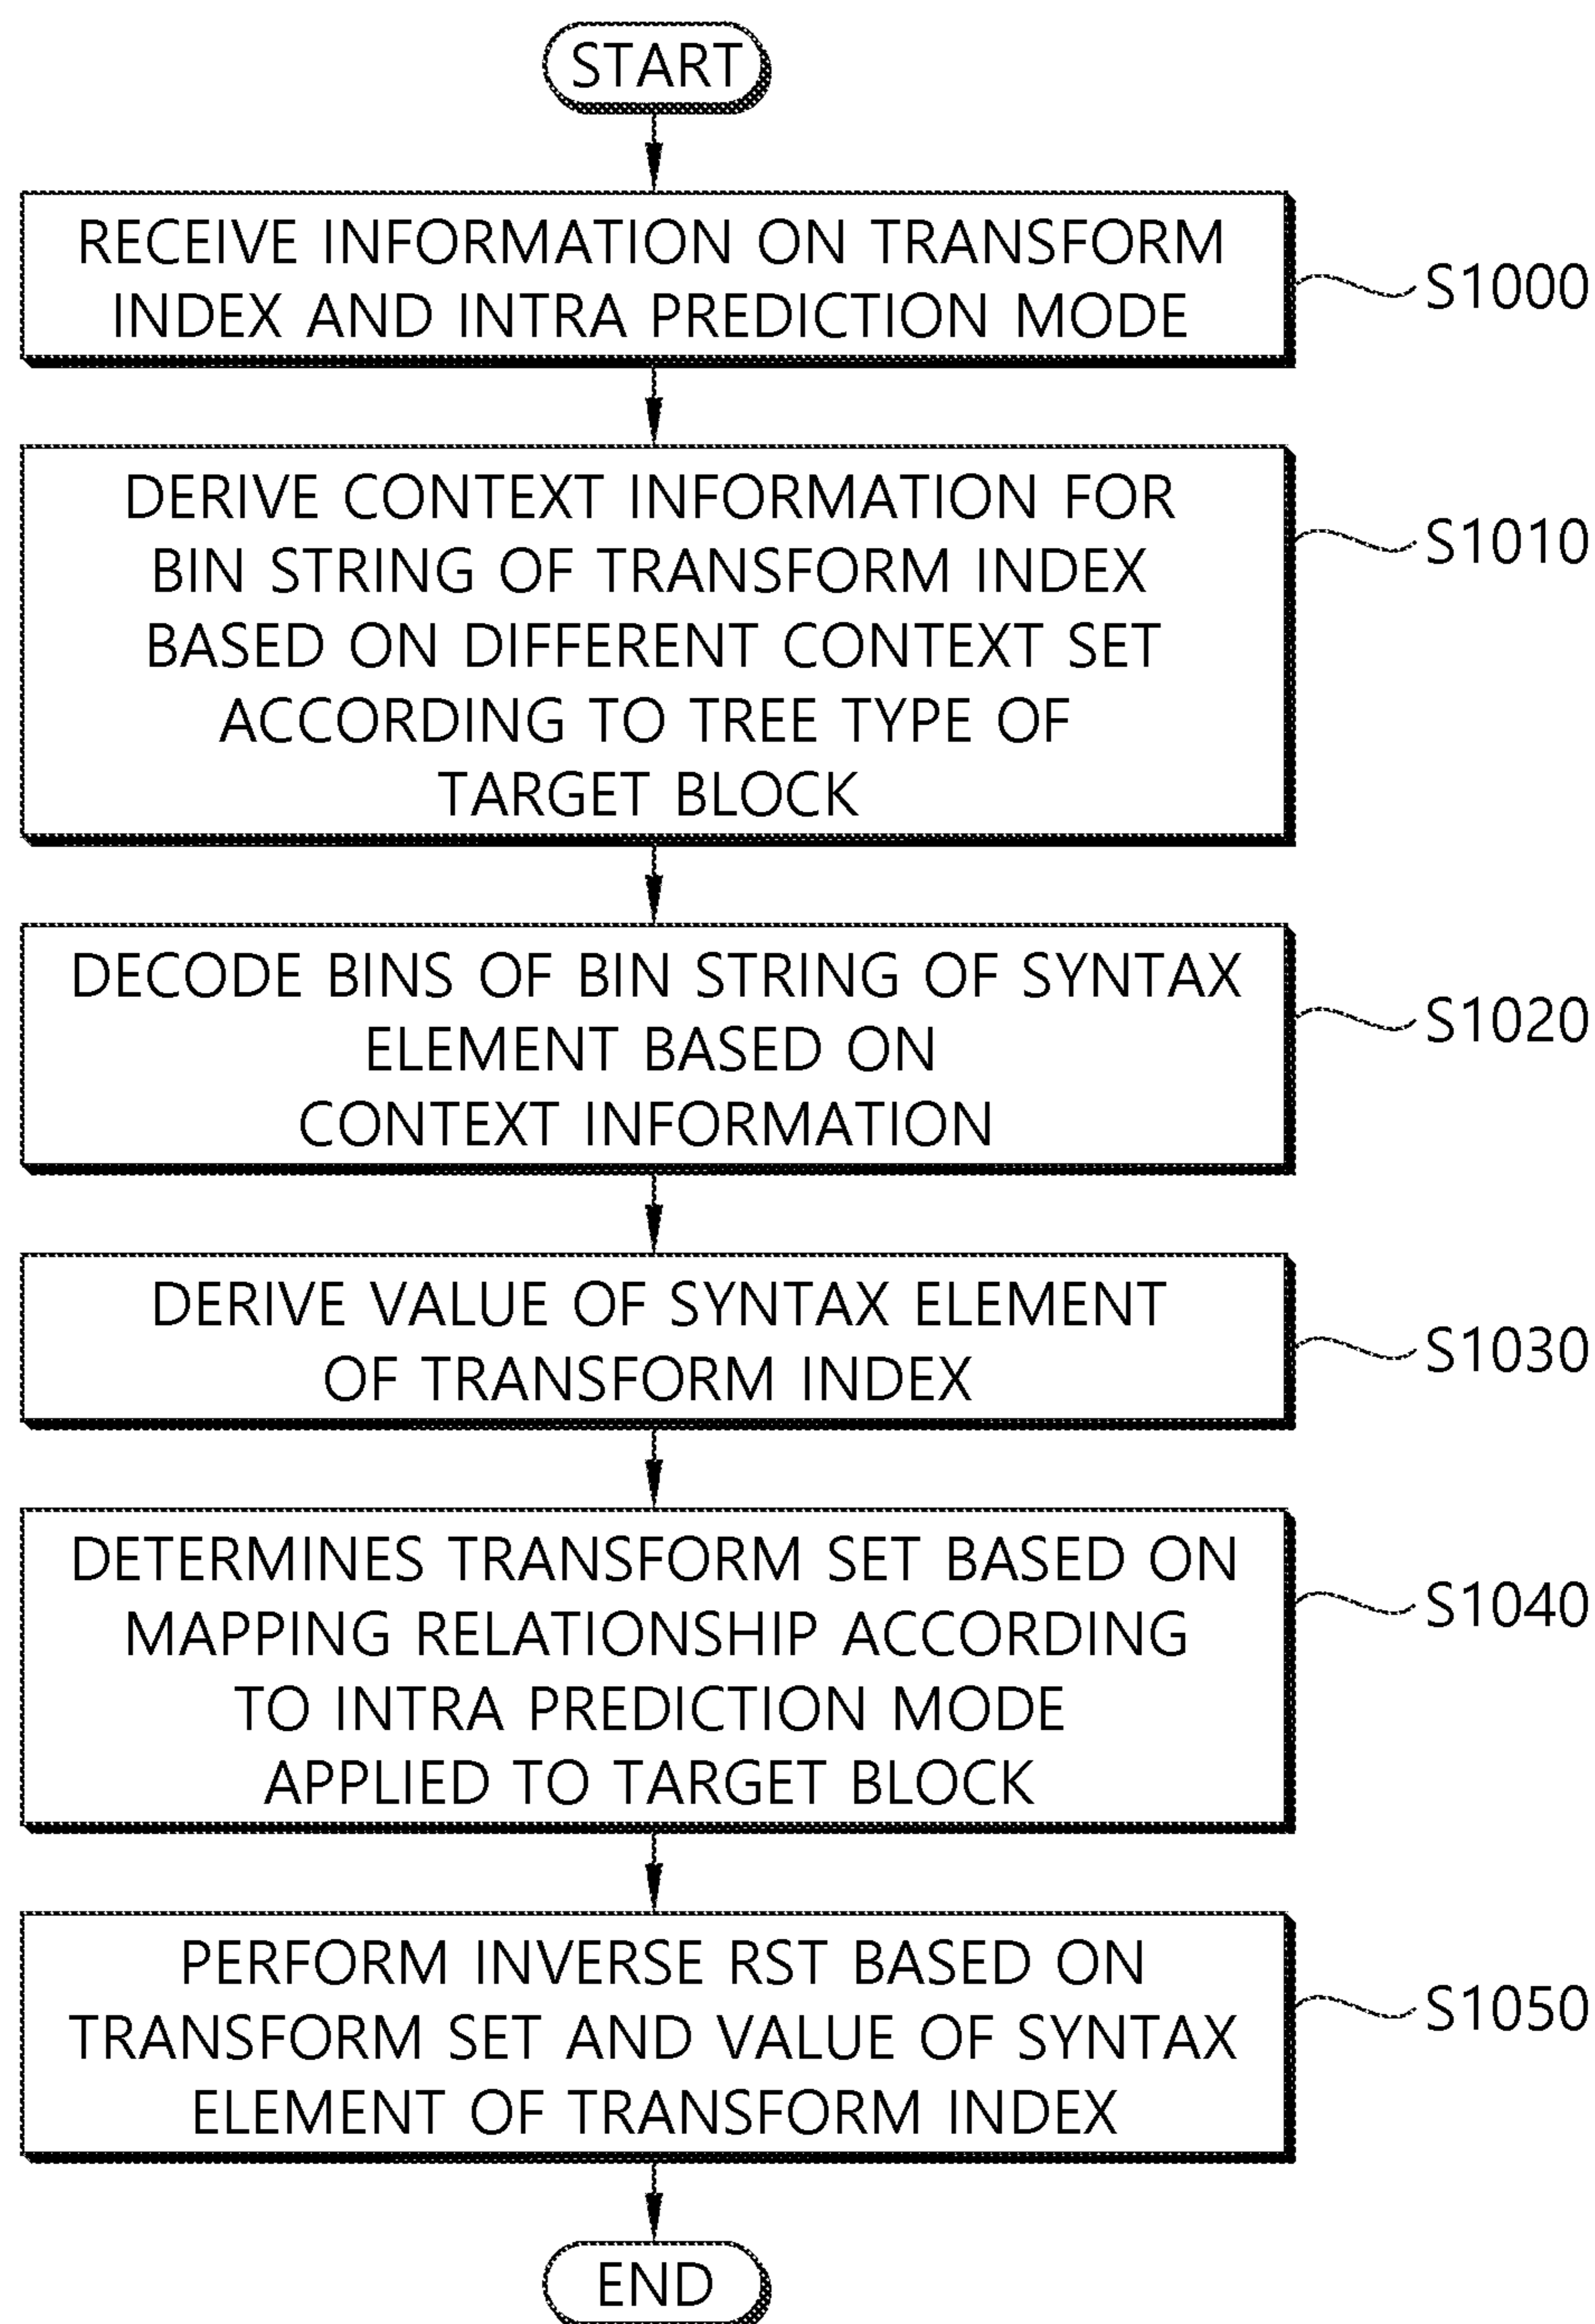 START
RECEIVE INFORMATION ON TRANSFORM
INDEX AND INTRA PREDICTION MODE
S1000
DERIVE CONTEXT INFORMATION FOR
BIN STRING OF TRANSFORM INDEX
BASED ON DIFFERENT CONTEXT SET
ACCORDING TO TREE TYPE OF
TARGET BLOCK
S1010
DECODE BINS OF BIN STRING OF SYNTAX
ELEMENT BASED ON
CONTEXT INFORMATION
S1020
DERIVE VALUE OF SYNTAX ELEMENT
OF TRANSFORM INDEX
S1030
DETERMINES TRANSFORM SET BASED ON
MAPPING RELATIONSHIP ACCORDING
TO INTRA PREDICTION MODE
APPLIED TO TARGET BLOCK
S1040
PERFORM INVERSE RST BASED ON
TRANSFORM SET AND VALUE OF SYNTAX
ELEMENT OF TRANSFORM INDEX
S1050
END